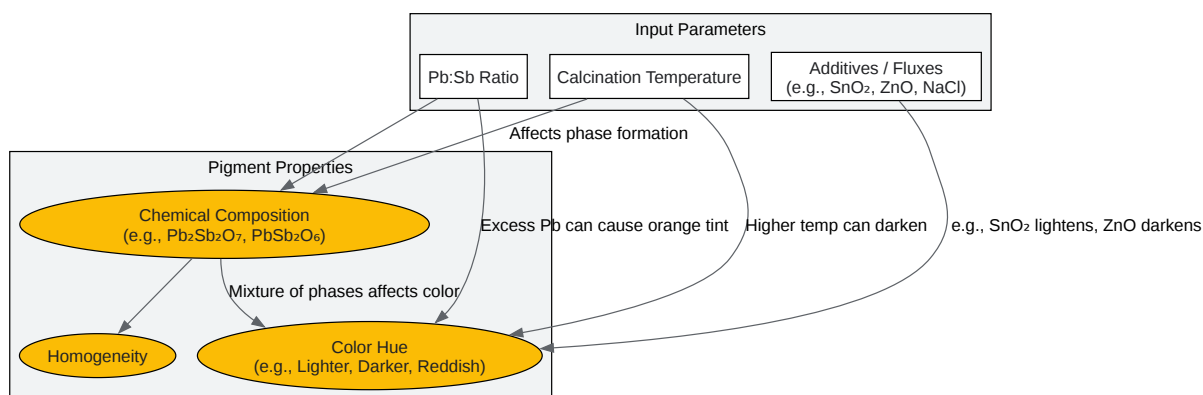 Input Parameters
Pb:Sb Ratio
Calcination Temperature
Additives / Fluxes
(e.g., SnO₂, ZnO, NaCl)
Affects phase formation
Pigment Properties
Chemical Composition
(e.g., Pb₂Sb₂O₇, PbSb₂O₆)
Excess Pb can cause orange tint
Higher temp can darken
e.g., SnO₂ lightens, ZnO darkens
Mixture of phases affects color
Homogeneity
Color Hue
(e.g., Lighter, Darker, Reddish)